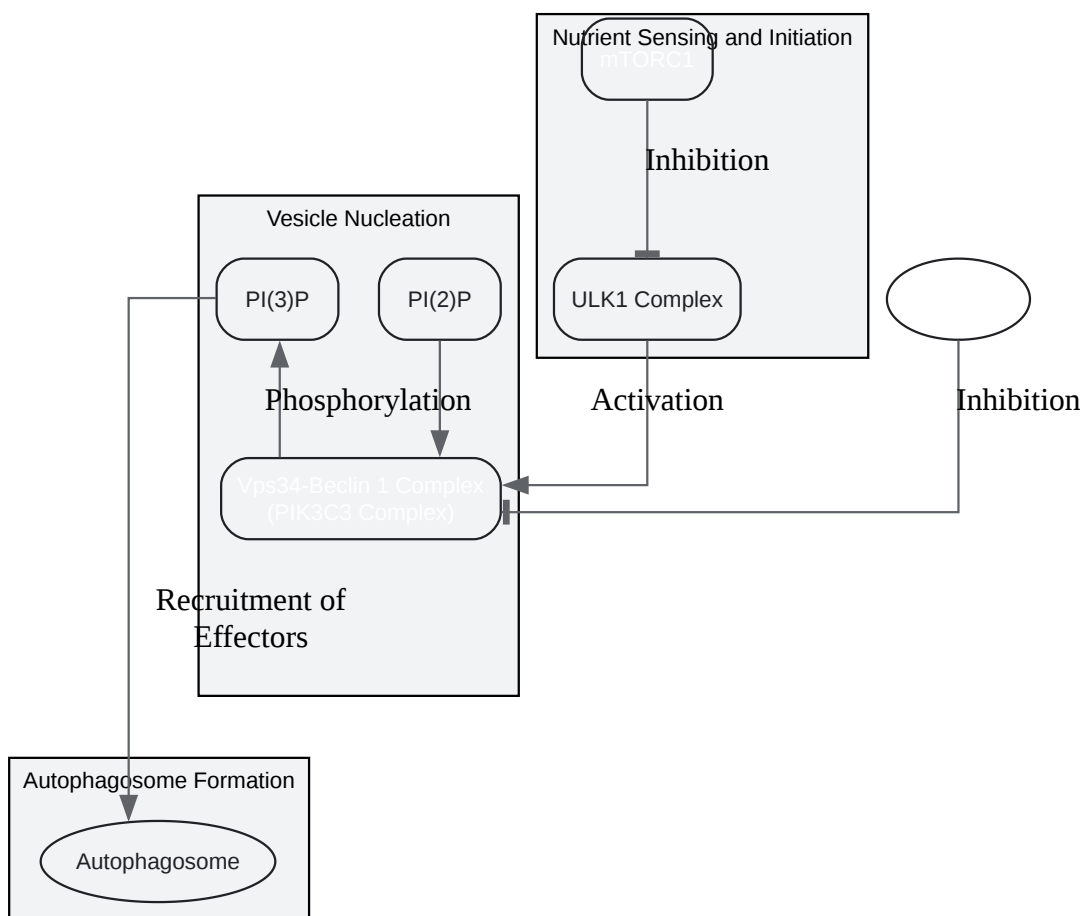 Nutrient Sensing and Initiation
mTORC1
Inhibition
Vesicle Nucleation
PI(3)P
PI(2)P
ULK1 Complex
Phosphorylation
Activation
Inhibition
Vps34-Beclin 1 Complex
(PIK3C3 Complex)
Recruitment of
Effectors
Autophagosome Formation
Autophagosome